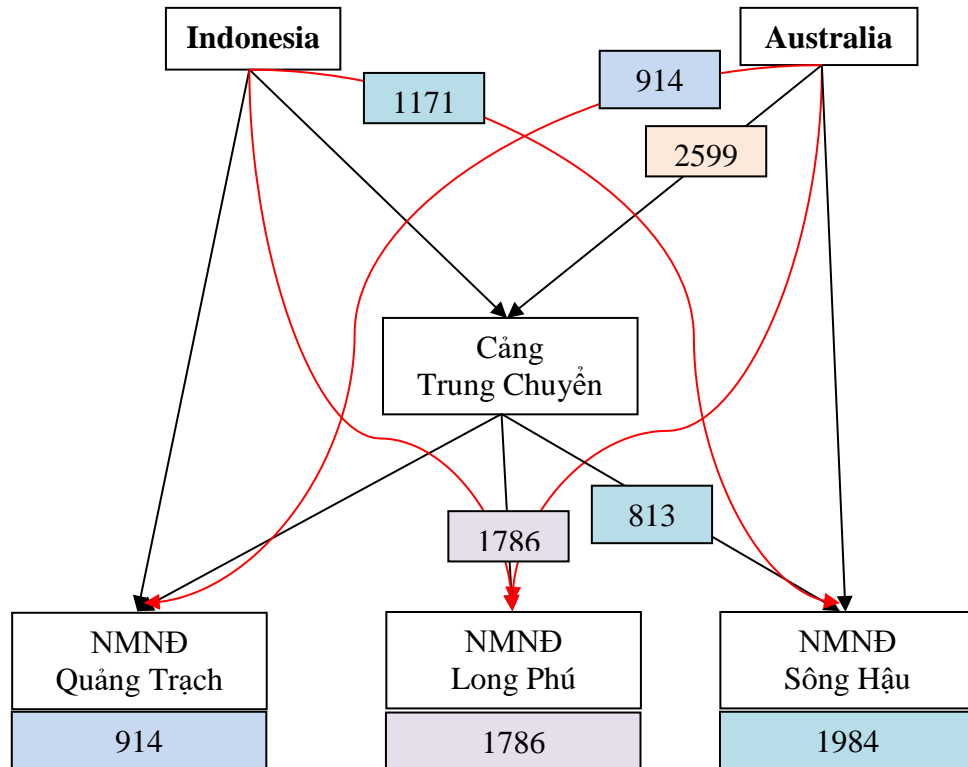 Indonesia
Australia
1171
914
2599
Cảng
Trung Chuyển
1786
813
NMNĐ
Quảng Trạch
914
NMNĐ
Long Phú
1786
NMNĐ
Sông Hậu
1984